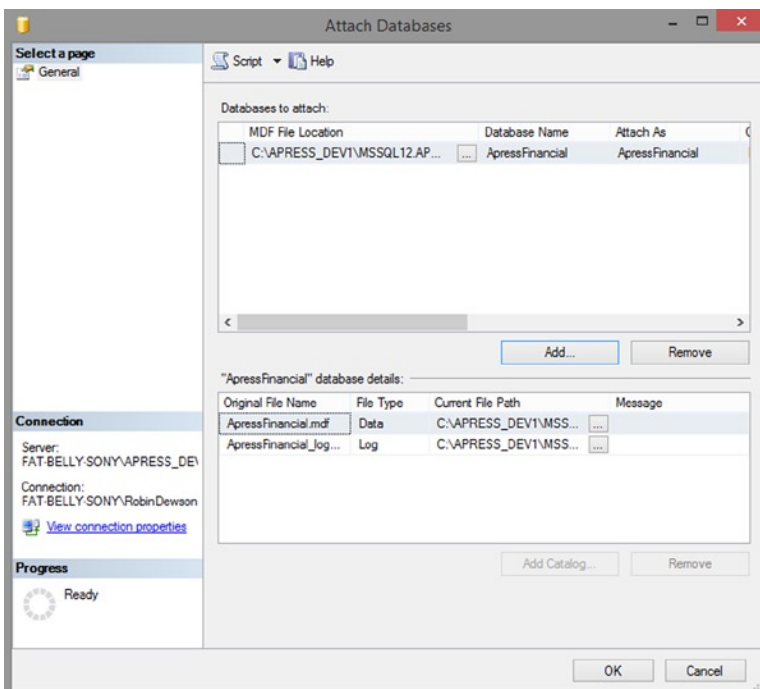 Attach Databases
Select a page
General
Script Help
Databases to attach:
MDF File Location Database Name Attach As
C:\APRESS_DEV1\MSSQL12.AP... ... ApressFinancial ApressFinancial
Add... Remove
"ApressFinancial" database details:
Original File Name File Type Current File Path Message
ApressFinancial.mdf Data C:\APRESS_DEV1\MSS... ...
ApressFinancial_log... Log C:\APRESS_DEV1\MSS... ...
Add Catalog... Remove
Connection
Server:
FAT-BELLY-SONY\APRESS_DEV
Connection:
FAT-BELLY-SONY\RobinDewson
View connection properties
Progress
Ready
OK Cancel